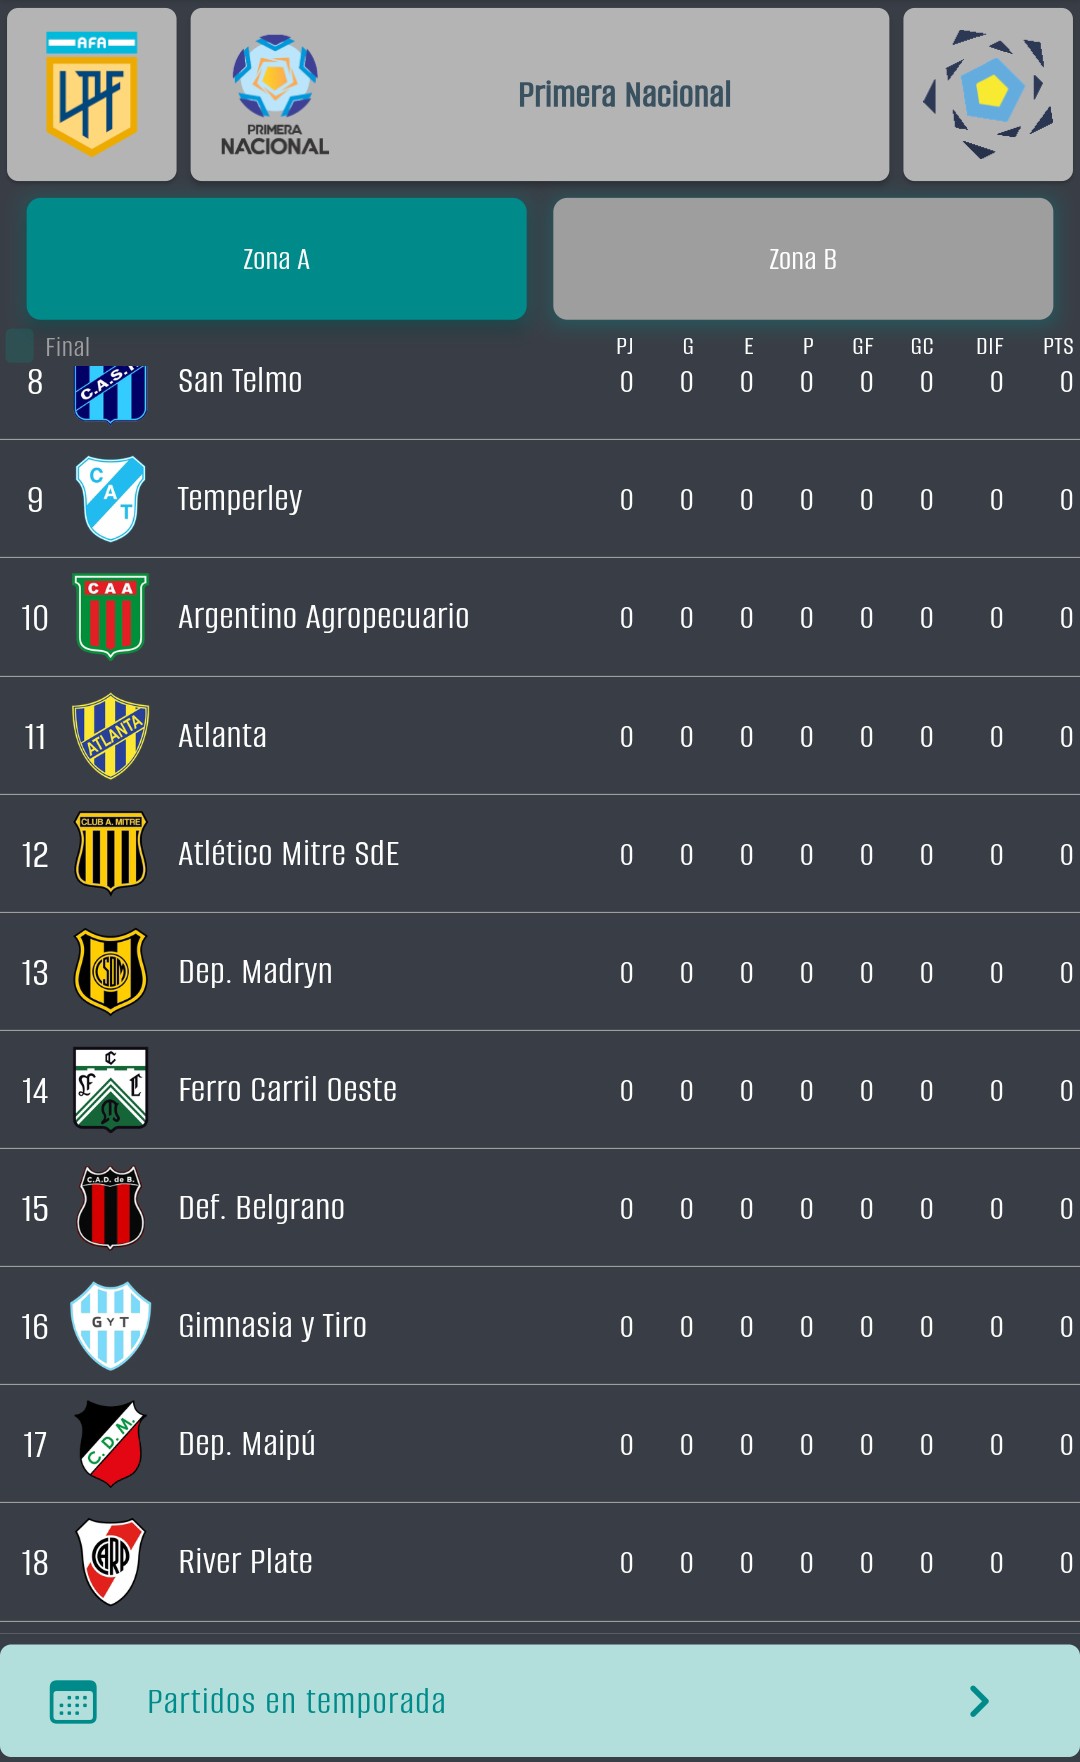 AFA
LPF
PRIMERA
NACIONAL
Primera Nacional
Zona A
Zona B
Final PJ G E P GF GC DIF PTS
8 C.A.S.T. San Telmo 0 0 0 0 0 0 0 0
9 C A T Temperley 0 0 0 0 0 0 0 0
10 CAA Argentino Agropecuario 0 0 0 0 0 0 0 0
11 ATLANTA Atlanta 0 0 0 0 0 0 0 0
12 CLUB A. MITRE Atlético Mitre SdE 0 0 0 0 0 0 0 0
13 CSDM Dep. Madryn 0 0 0 0 0 0 0 0
14 C F C Ferro Carril Oeste 0 0 0 0 0 0 0 0
15 C.A.D. de B. Def. Belgrano 0 0 0 0 0 0 0 0
16 G Y T Gimnasia y Tiro 0 0 0 0 0 0 0 0
17 C. D. M. Dep. Maipú 0 0 0 0 0 0 0 0
18 CARP River Plate 0 0 0 0 0 0 0 0
Partidos en temporada